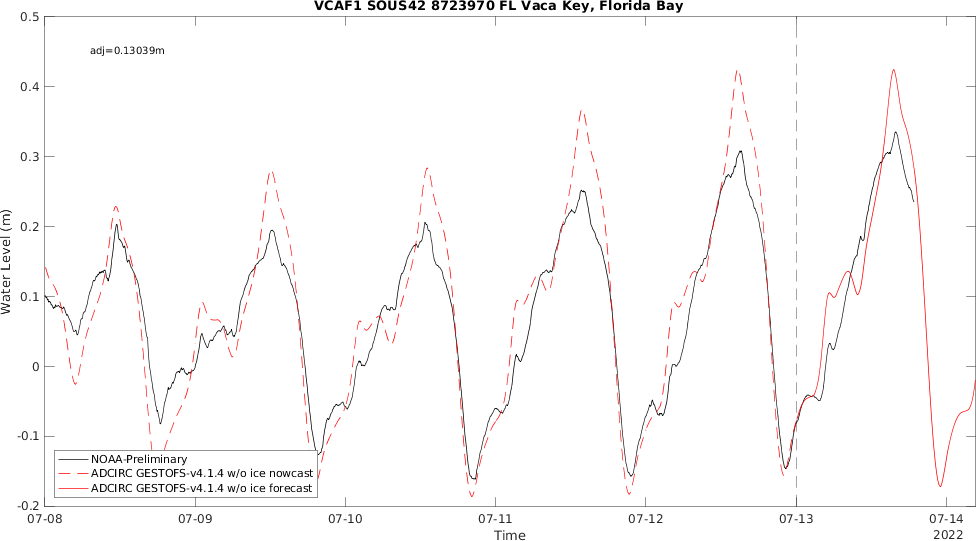 VCAF1 SOUS42 8723970 FL Vaca Key, Florida Bay
0.5
adj=0.13039m
0.4
0.3
0.2
0.1
0
-0.1
-0.2
Water Level (m)
NOAA-Preliminary
ADCIRC GESTOFS-v4.1.4 w/o ice nowcast
ADCIRC GESTOFS-v4.1.4 w/o ice forecast
07-08 07-09 07-10 07-11 07-12 07-13 07-14
Time
2022